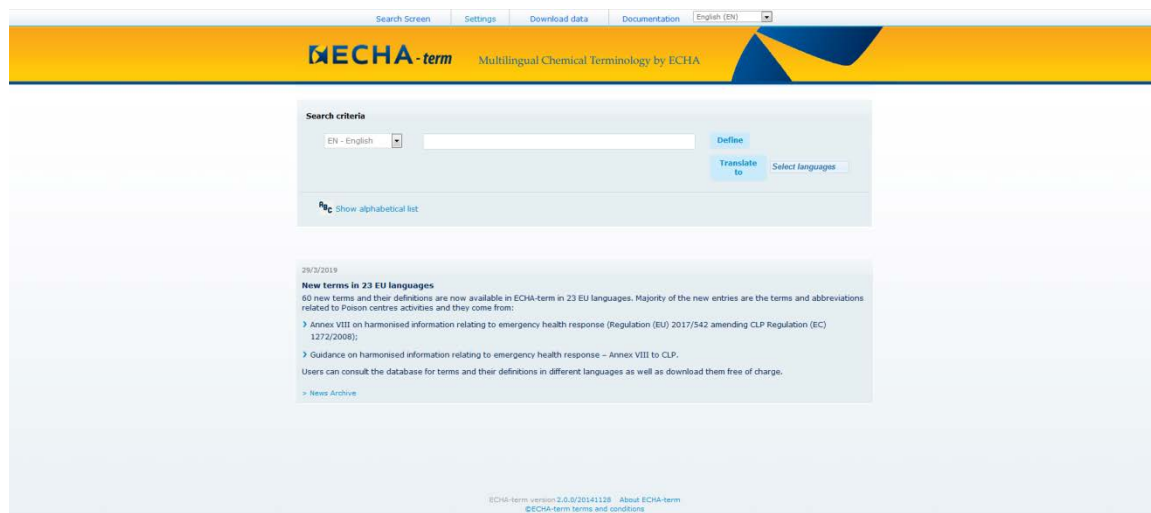 Search Screen Settings Download data Documentation English (EN)
ECHA-term Multilingual Chemical Terminology by ECHA
Search criteria
EN - English Define
Translate to Select languages
ABC Show alphabetical list
29/3/2019
New terms in 23 EU languages
60 new terms and their definitions are now available in ECHA-term in 23 EU languages. Majority of the new entries are the terms and abbreviations
related to Poison centres activities and they come from:
Annex VIII on harmonised information relating to emergency health response (Regulation (EU) 2017/542 amending CLP Regulation (EC)
1272/2008);
Guidance on harmonised information relating to emergency health response – Annex VIII to CLP.
Users can consult the database for terms and their definitions in different languages as well as download them free of charge.
» News Archive
ECHA-term version 2.0.0/20141128 About ECHA-term
©ECHA-term terms and conditions